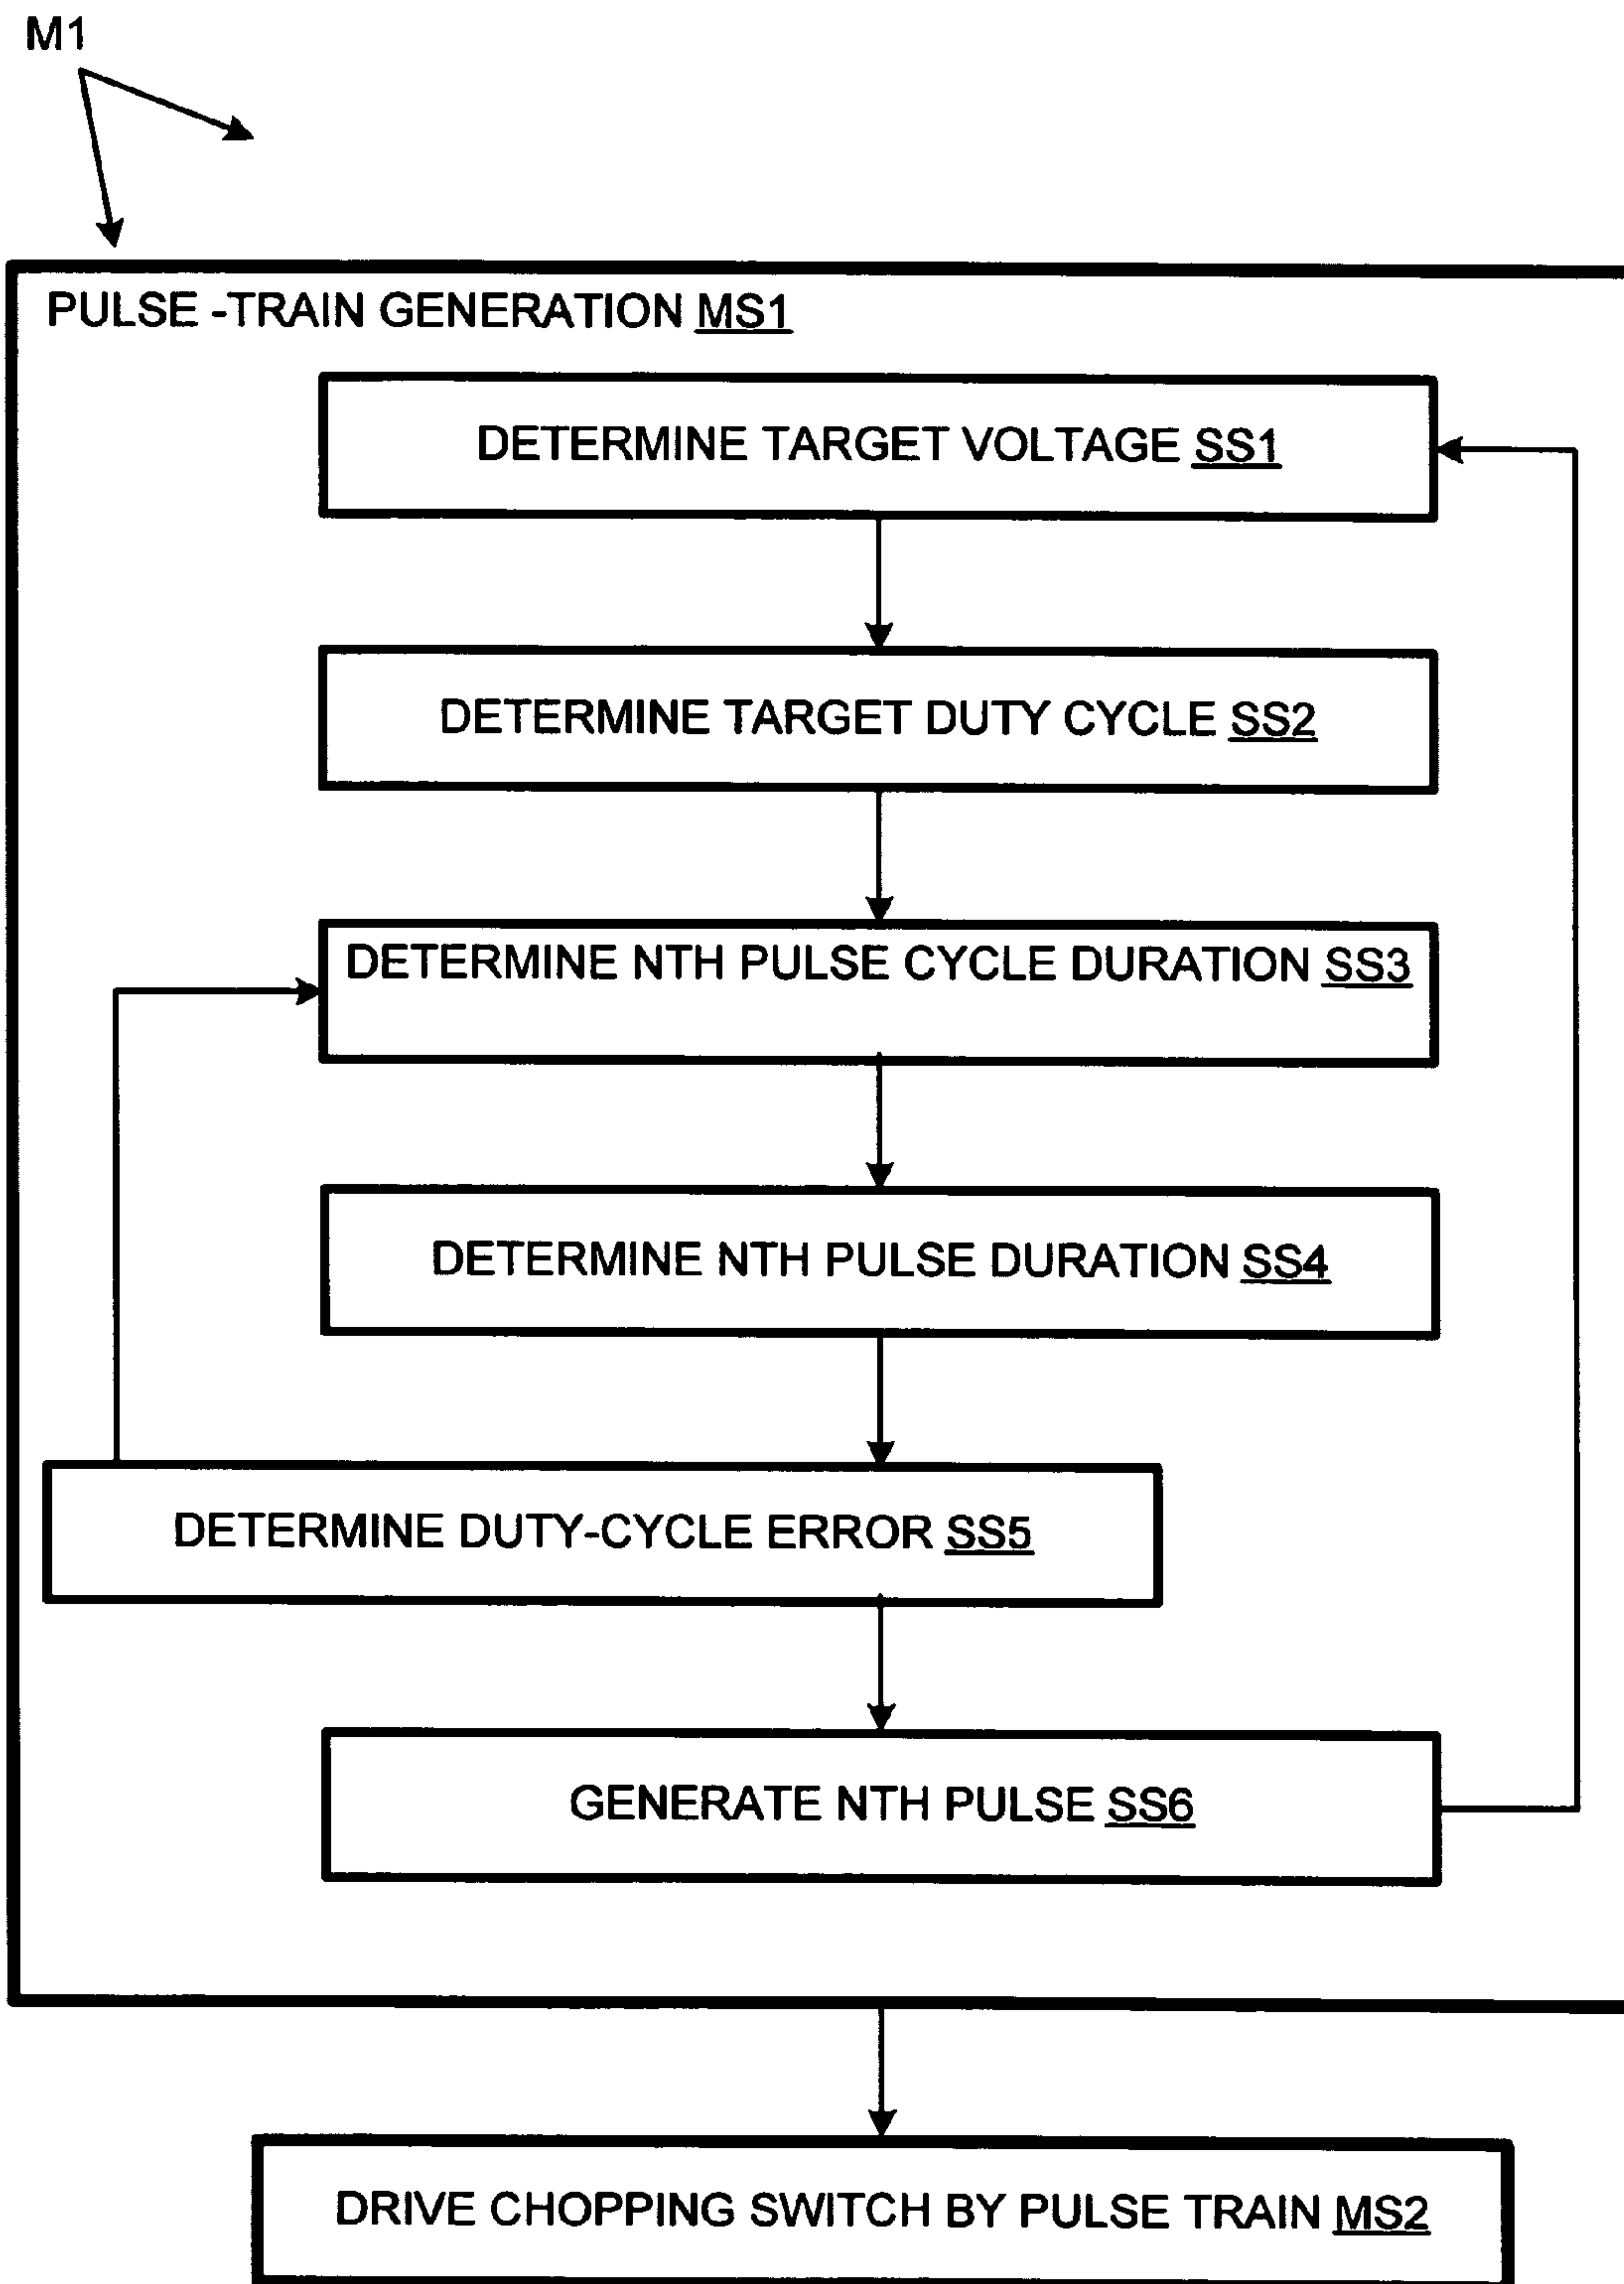 M1
PULSE -TRAIN GENERATION MS1
DETERMINE TARGET VOLTAGE SS1
DETERMINE TARGET DUTY CYCLE SS2
DETERMINE NTH PULSE CYCLE DURATION SS3
DETERMINE NTH PULSE DURATION SS4
DETERMINE DUTY-CYCLE ERROR SS5
GENERATE NTH PULSE SS6
DRIVE CHOPPING SWITCH BY PULSE TRAIN MS2